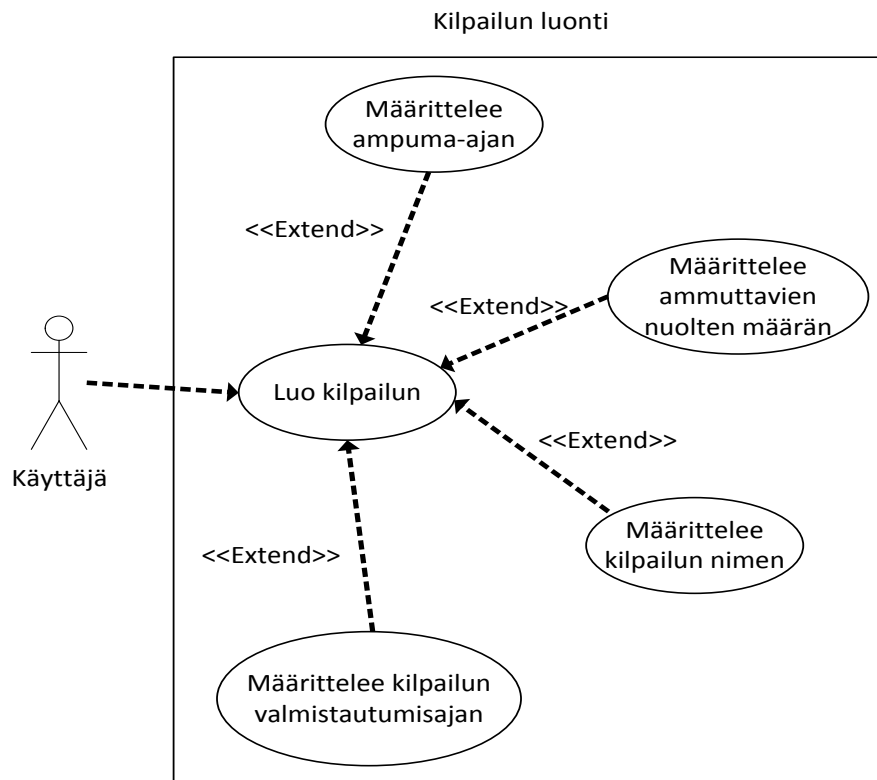 Kilpailun luonti
Määrittelee
ampuma-ajan
<<Extend>>
Määrittelee
ammuttavien
nuolten määrän
<<Extend>>
Luo kilpailun
<<Extend>>
Käyttäjä
Määrittelee
kilpailun nimen
<<Extend>>
Määrittelee kilpailun
valmistautumisajan